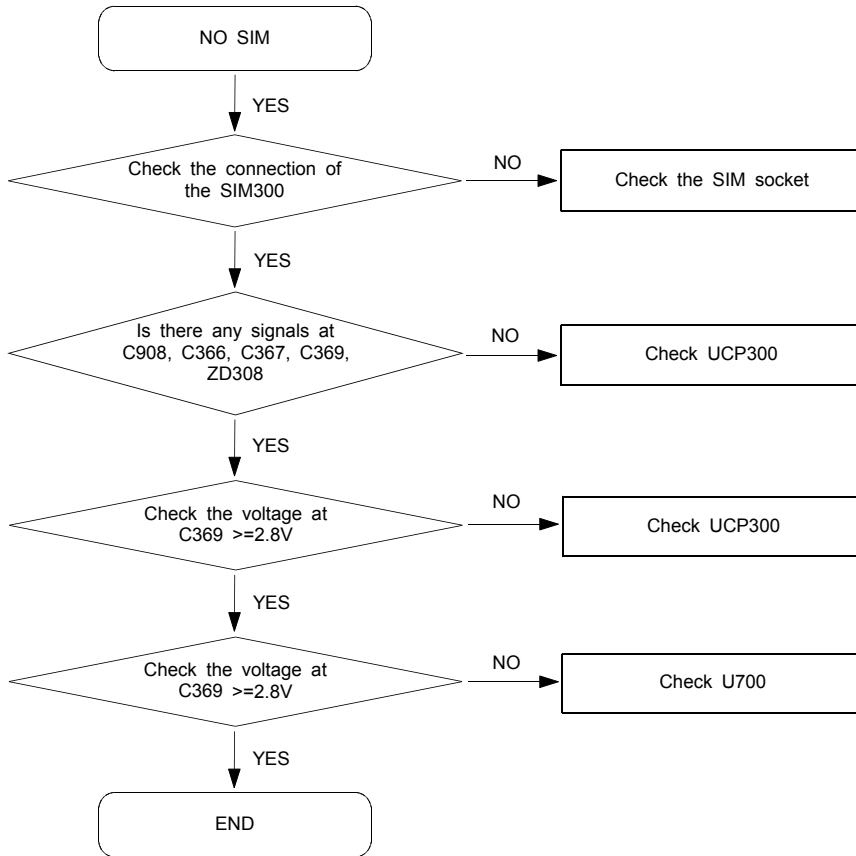 NO SIM
YES
Check the connection of
the SIM300
NO
Check the SIM socket
YES
Is there any signals at
C908, C366, C367, C369,
ZD308
NO
Check UCP300
YES
Check the voltage at
C369 >=2.8V
NO
Check UCP300
YES
Check the voltage at
C369 >=2.8V
NO
Check U700
YES
END